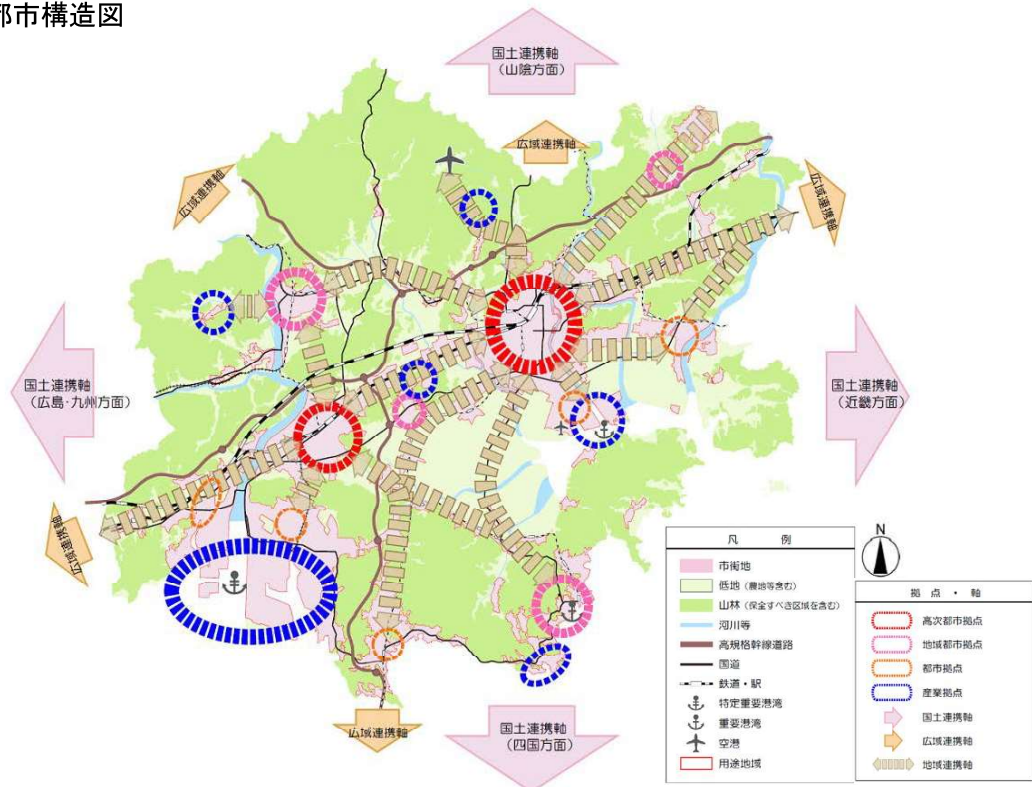 都市構造図
国土連携軸
（山陰方面）
広域連携軸
広域連携軸
広域連携軸
国土連携軸
（広島・九州方面）
国土連携軸
（近畿方面）
広域連携軸
広域連携軸
国土連携軸
（四国方面）
凡例
市街地
低地（農地等含む）
山林（保全すべき区域を含む）
河川等
高規格幹線道路
国道
鉄道・駅
特定重要港湾
重要港湾
空港
用途地域
N
拠点・軸
高次都市拠点
地域都市拠点
都市拠点
産業拠点
国土連携軸
広域連携軸
地域連携軸